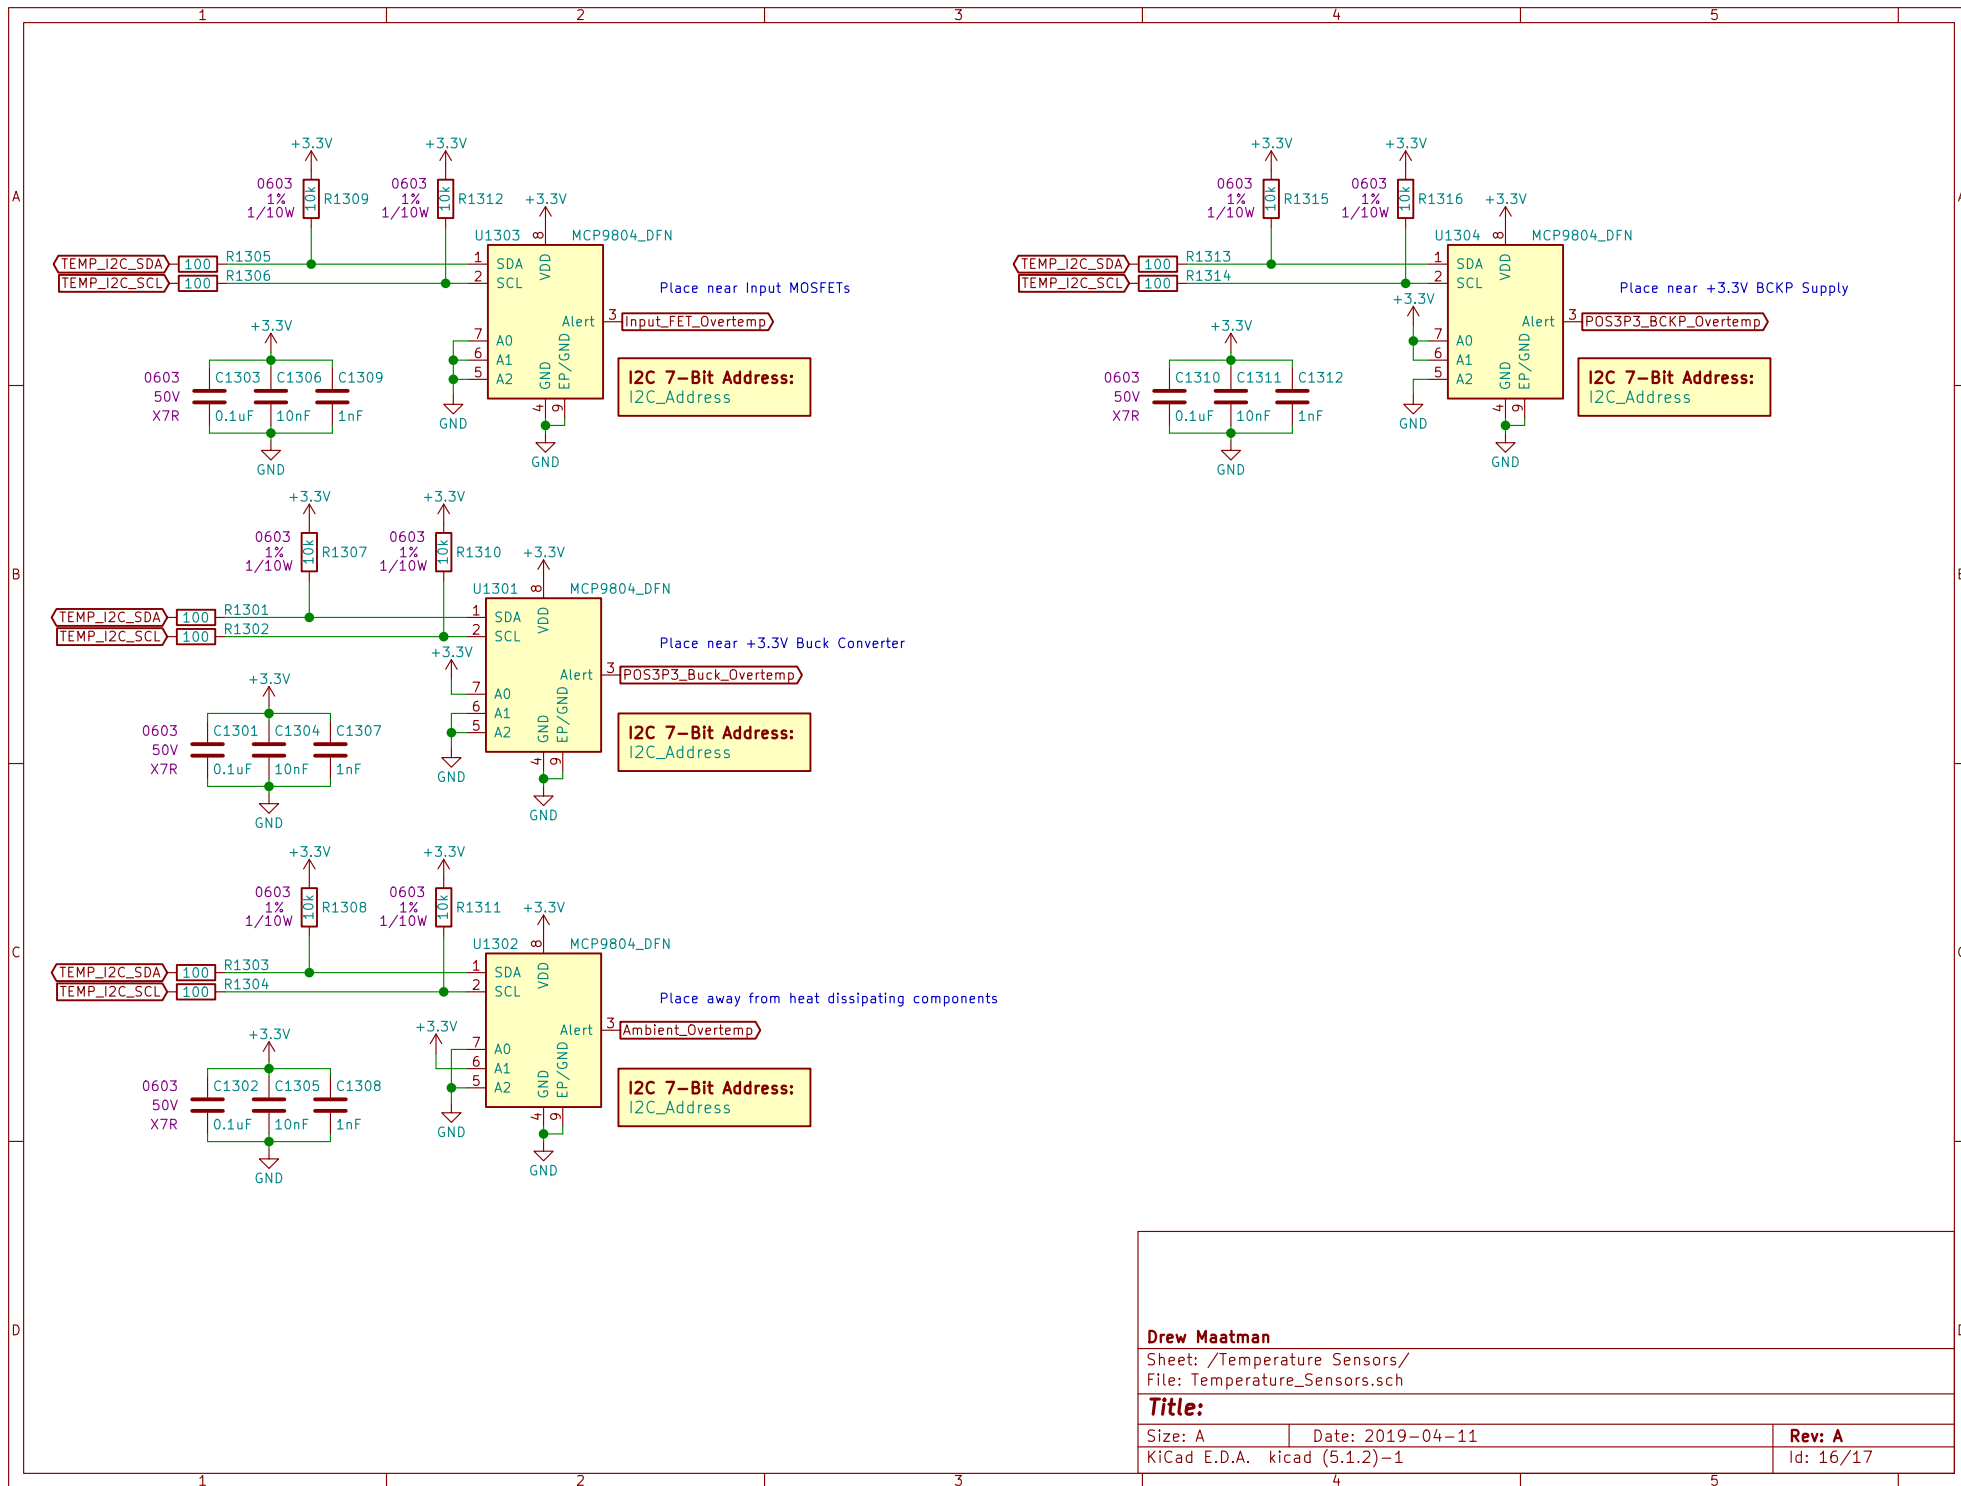 1 2 3 4 5
A
B
C
D
+3.3V
+3.3V
0603
1%
1/10W
10k
R1309
0603
1%
1/10W
10k
R1312
+3.3V
U1303
8
MCP9804_DFN
TEMP_I2C_SDA
100
R1305
1
SDA
TEMP_I2C_SCL
100
R1306
2
SCL
VDD
Place near Input MOSFETs
Alert
3
Input_FET_Overtemp
7
A0
6
A1
5
A2
GND
EP/GND
4
9
GND
GND
I2C 7-Bit Address:
I2C_Address
+3.3V
0603
50V
X7R
C1303
0.1uF
C1306
10nF
C1309
1nF
GND
+3.3V
+3.3V
0603
1%
1/10W
10k
R1315
0603
1%
1/10W
10k
R1316
+3.3V
U1304
8
MCP9804_DFN
TEMP_I2C_SDA
100
R1313
1
SDA
TEMP_I2C_SCL
100
R1314
2
SCL
VDD
Place near +3.3V BCKP Supply
+3.3V
Alert
3
POS3P3_BCKP_Overtemp
7
A0
6
A1
5
A2
GND
EP/GND
4
9
GND
GND
I2C 7-Bit Address:
I2C_Address
+3.3V
0603
50V
X7R
C1310
0.1uF
C1311
10nF
C1312
1nF
GND
+3.3V
+3.3V
0603
1%
1/10W
10k
R1307
0603
1%
1/10W
10k
R1310
+3.3V
U1301
8
MCP9804_DFN
TEMP_I2C_SDA
100
R1301
1
SDA
TEMP_I2C_SCL
100
R1302
2
SCL
VDD
Place near +3.3V Buck Converter
+3.3V
Alert
3
POS3P3_Buck_Overtemp
7
A0
6
A1
5
A2
GND
EP/GND
4
9
GND
GND
I2C 7-Bit Address:
I2C_Address
+3.3V
0603
50V
X7R
C1301
0.1uF
C1304
10nF
C1307
1nF
GND
+3.3V
+3.3V
0603
1%
1/10W
10k
R1308
0603
1%
1/10W
10k
R1311
+3.3V
U1302
8
MCP9804_DFN
TEMP_I2C_SDA
100
R1303
1
SDA
TEMP_I2C_SCL
100
R1304
2
SCL
VDD
Place away from heat dissipating components
+3.3V
Alert
3
Ambient_Overtemp
7
A0
6
A1
5
A2
GND
EP/GND
4
9
GND
GND
I2C 7-Bit Address:
I2C_Address
+3.3V
0603
50V
X7R
C1302
0.1uF
C1305
10nF
C1308
1nF
GND
Drew Maatman
Sheet: /Temperature Sensors/
File: Temperature_Sensors.sch
Title:
Size: A Date: 2019-04-11 Rev: A
KiCad E.D.A. kicad (5.1.2)-1 Id: 16/17
1 2 3 4 5